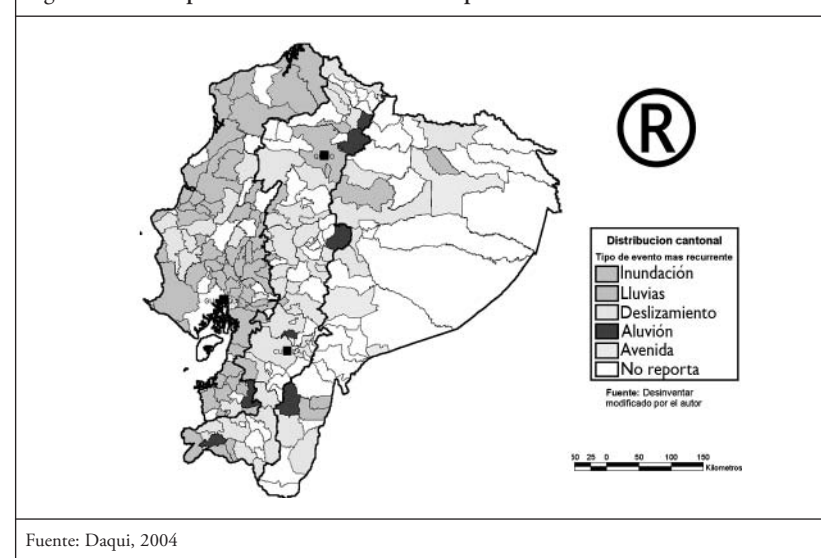 ®
Distribucion cantonal
Tipo de evento mas recurrente
Inundación
Lluvias
Deslizamiento
Aluvión
Avenida
No reporta
Fuente: Desinventar
modificado por el autor
50 25 0 50 100 150
Kilometros
Fuente: Daqui, 2004